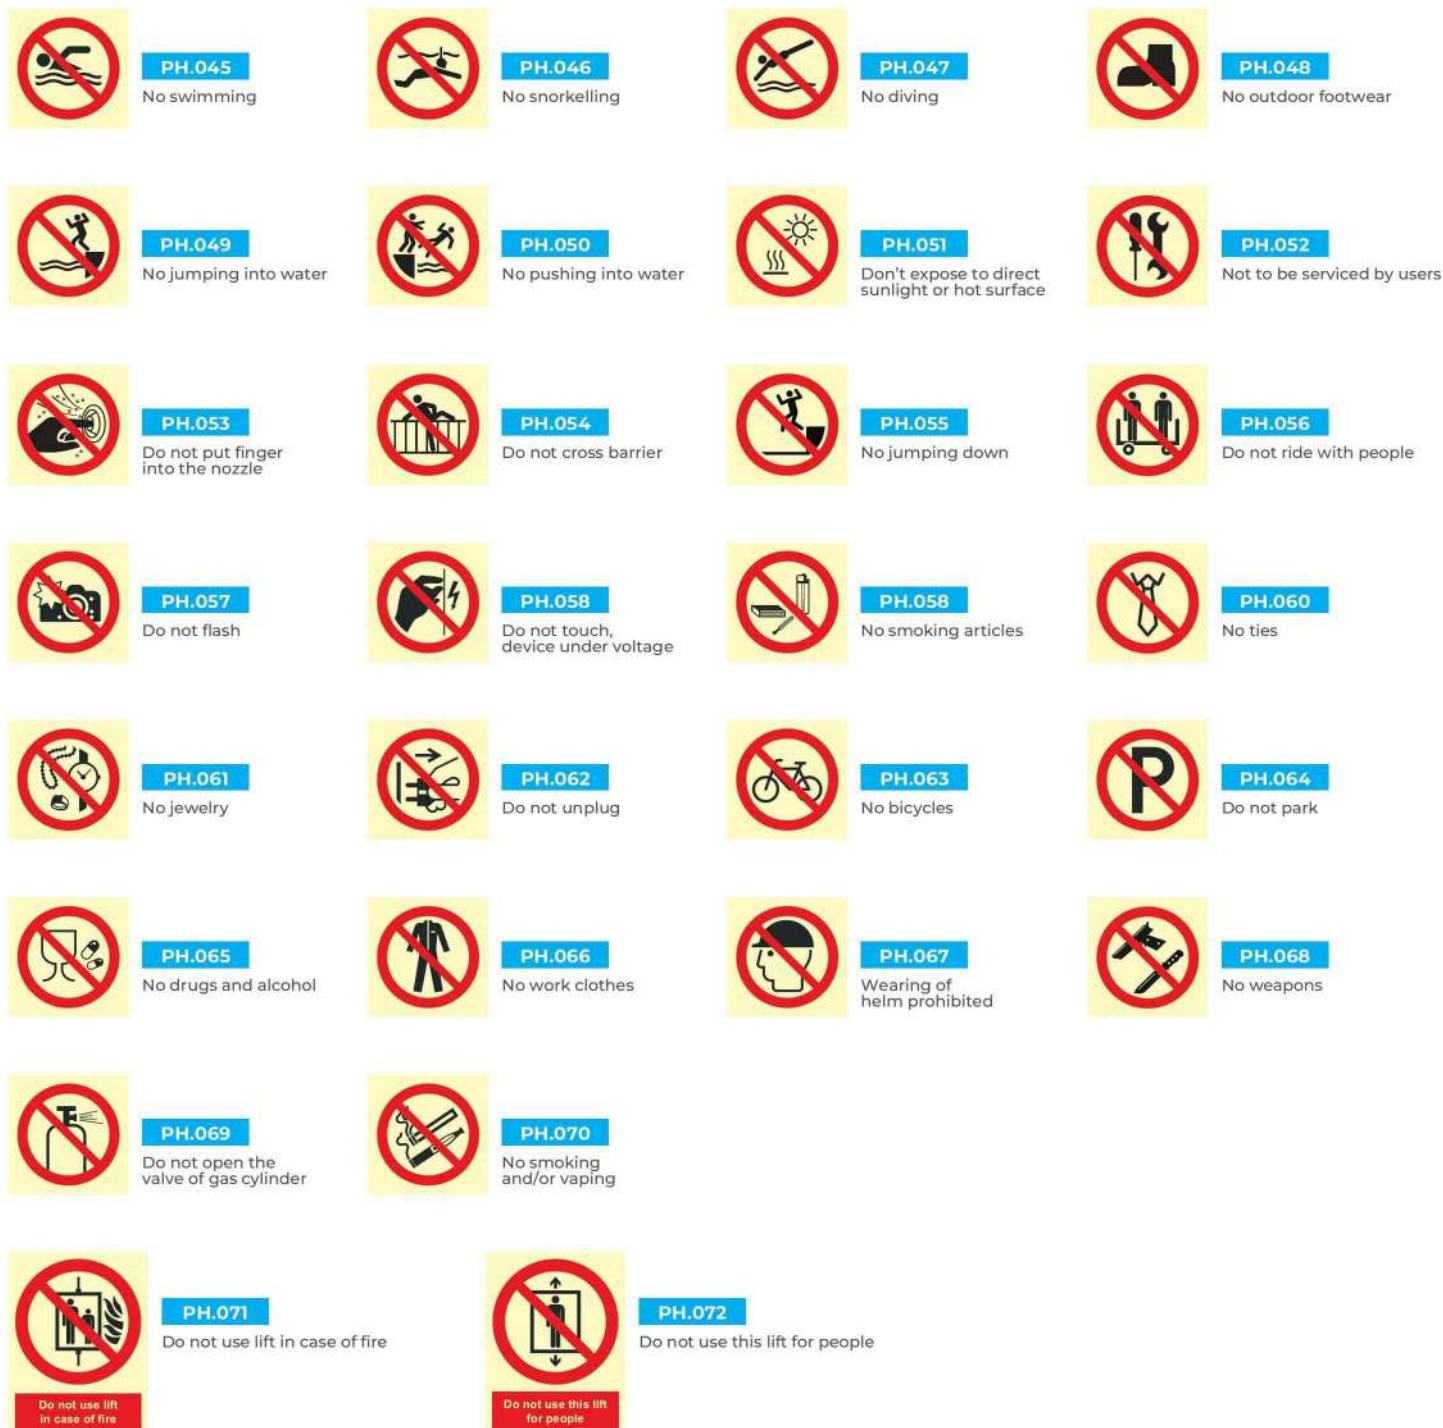 PH.045
No swimming
PH.046
No snorkelling
PH.047
No diving
PH.048
No outdoor footwear
PH.049
No jumping into water
PH.050
No pushing into water
PH.051
Don't expose to direct
sunlight or hot surface
PH.052
Not to be serviced by users
PH.053
Do not put finger
into the nozzle
PH.054
Do not cross barrier
PH.055
No jumping down
PH.056
Do not ride with people
PH.057
Do not flash
PH.058
Do not touch,
device under voltage
PH.058
No smoking articles
PH.060
No ties
PH.061
No jewelry
PH.062
Do not unplug
PH.063
No bicycles
P
PH.064
Do not park
PH.065
No drugs and alcohol
PH.066
No work clothes
PH.067
Wearing of
helm prohibited
PH.068
No weapons
PH.069
Do not open the
valve of gas cylinder
PH.070
No smoking
and/or vaping
PH.071
Do not use lift in case of fire
Do not use lift
in case of fire
PH.072
Do not use this lift for people
Do not use this lift
for people